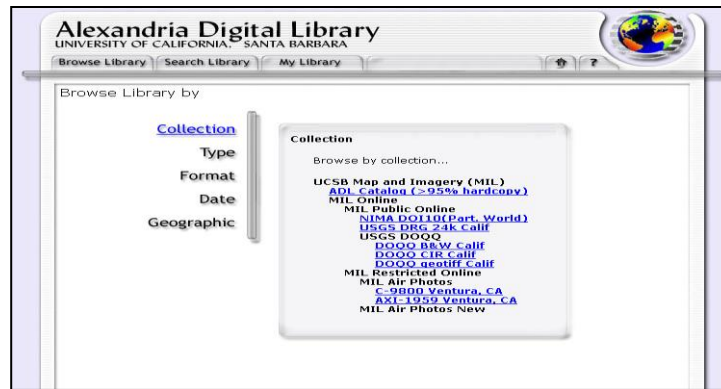 Alexandria Digital Library
UNIVERSITY OF CALIFORNIA, SANTA BARBARA
Browse Library Search Library My Library ?
Browse Library by
Collection
Type
Format
Date
Geographic
Collection
Browse by collection...
UCSB Map and Imagery (MIL)
ADL Catalog (>95% hardcopy)
MIL Online
MIL Public Online
NIMA DOI10(Part. World)
USGS DRG 24k Calif
USGS DOQQ
DOQQ B&W Calif
DOQQ CIR Calif
DOQQ geotiff Calif
MIL Restricted Online
MIL Air Photos
C-9800 Ventura, CA
AXI-1959 Ventura, CA
MIL Air Photos New